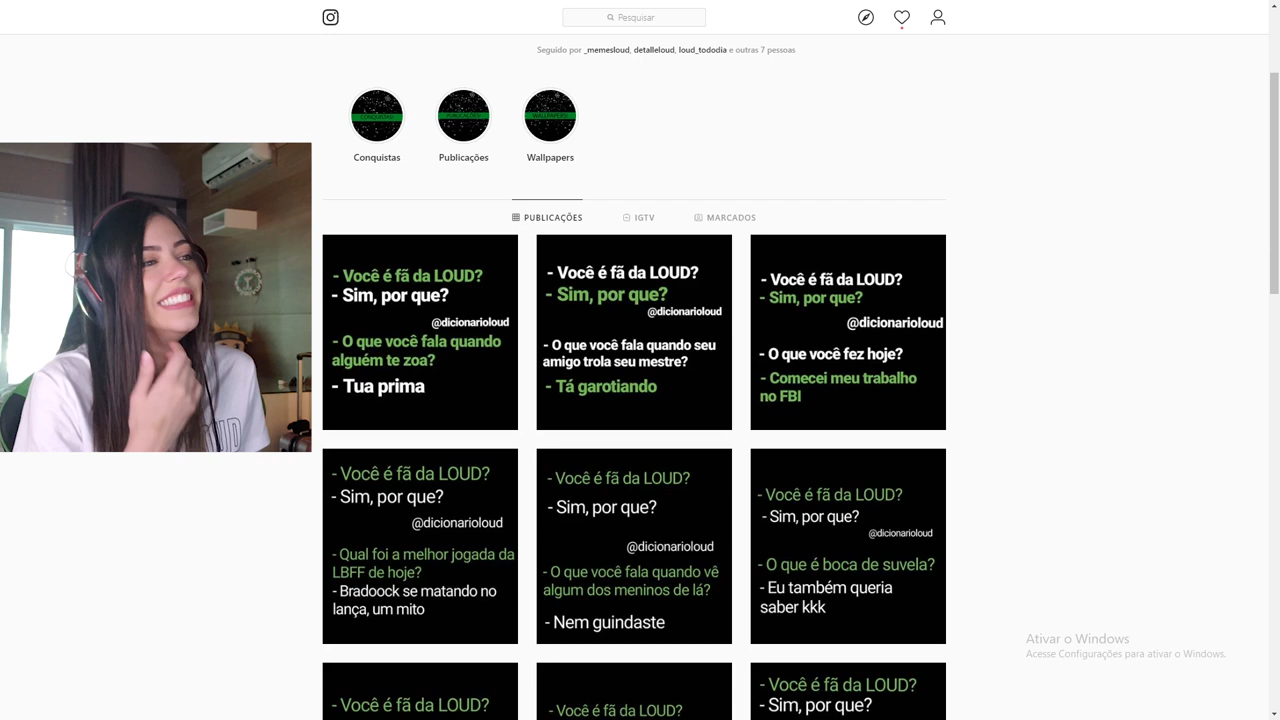 Pesquisar
Seguido por _memesloud, detalleloud, loud_tododia e outras 7 pessoas
CONQUISTAS
PUBLICAÇÕES
WALLPAPERS
Conquistas
Publicações
Wallpapers
PUBLICAÇÕES
IGTV
MARCADOS
- Você é fã da LOUD?
- Sim, por que?
@dicionarioloud
- O que você fala quando
alguém te zoa?
- Tua prima
- Você é fã da LOUD?
- Sim, por que?
@dicionarioloud
- O que você fala quando seu
amigo trola seu mestre?
- Tá garotiando
- Você é fã da LOUD?
- Sim, por que?
@dicionarioloud
- O que você fez hoje?
- Comecei meu trabalho
no FBI
- Você é fã da LOUD?
- Sim, por que?
@dicionarioloud
- Qual foi a melhor jogada da
LBFF de hoje?
- Bradoock se matando no
lança, um mito
- Você é fã da LOUD?
- Sim, por que?
@dicionarioloud
- O que você fala quando vê
algum dos meninos de lá?
- Nem guindaste
- Você é fã da LOUD?
- Sim, por que?
@dicionarioloud
- O que é boca de suvela?
- Eu também queria
saber kkk
- Você é fã da LOUD?
- Você é fã da LOUD?
- Você é fã da LOUD?
- Sim, por que?
Ativar o Windows
Acesse Configurações para ativar o Windows.